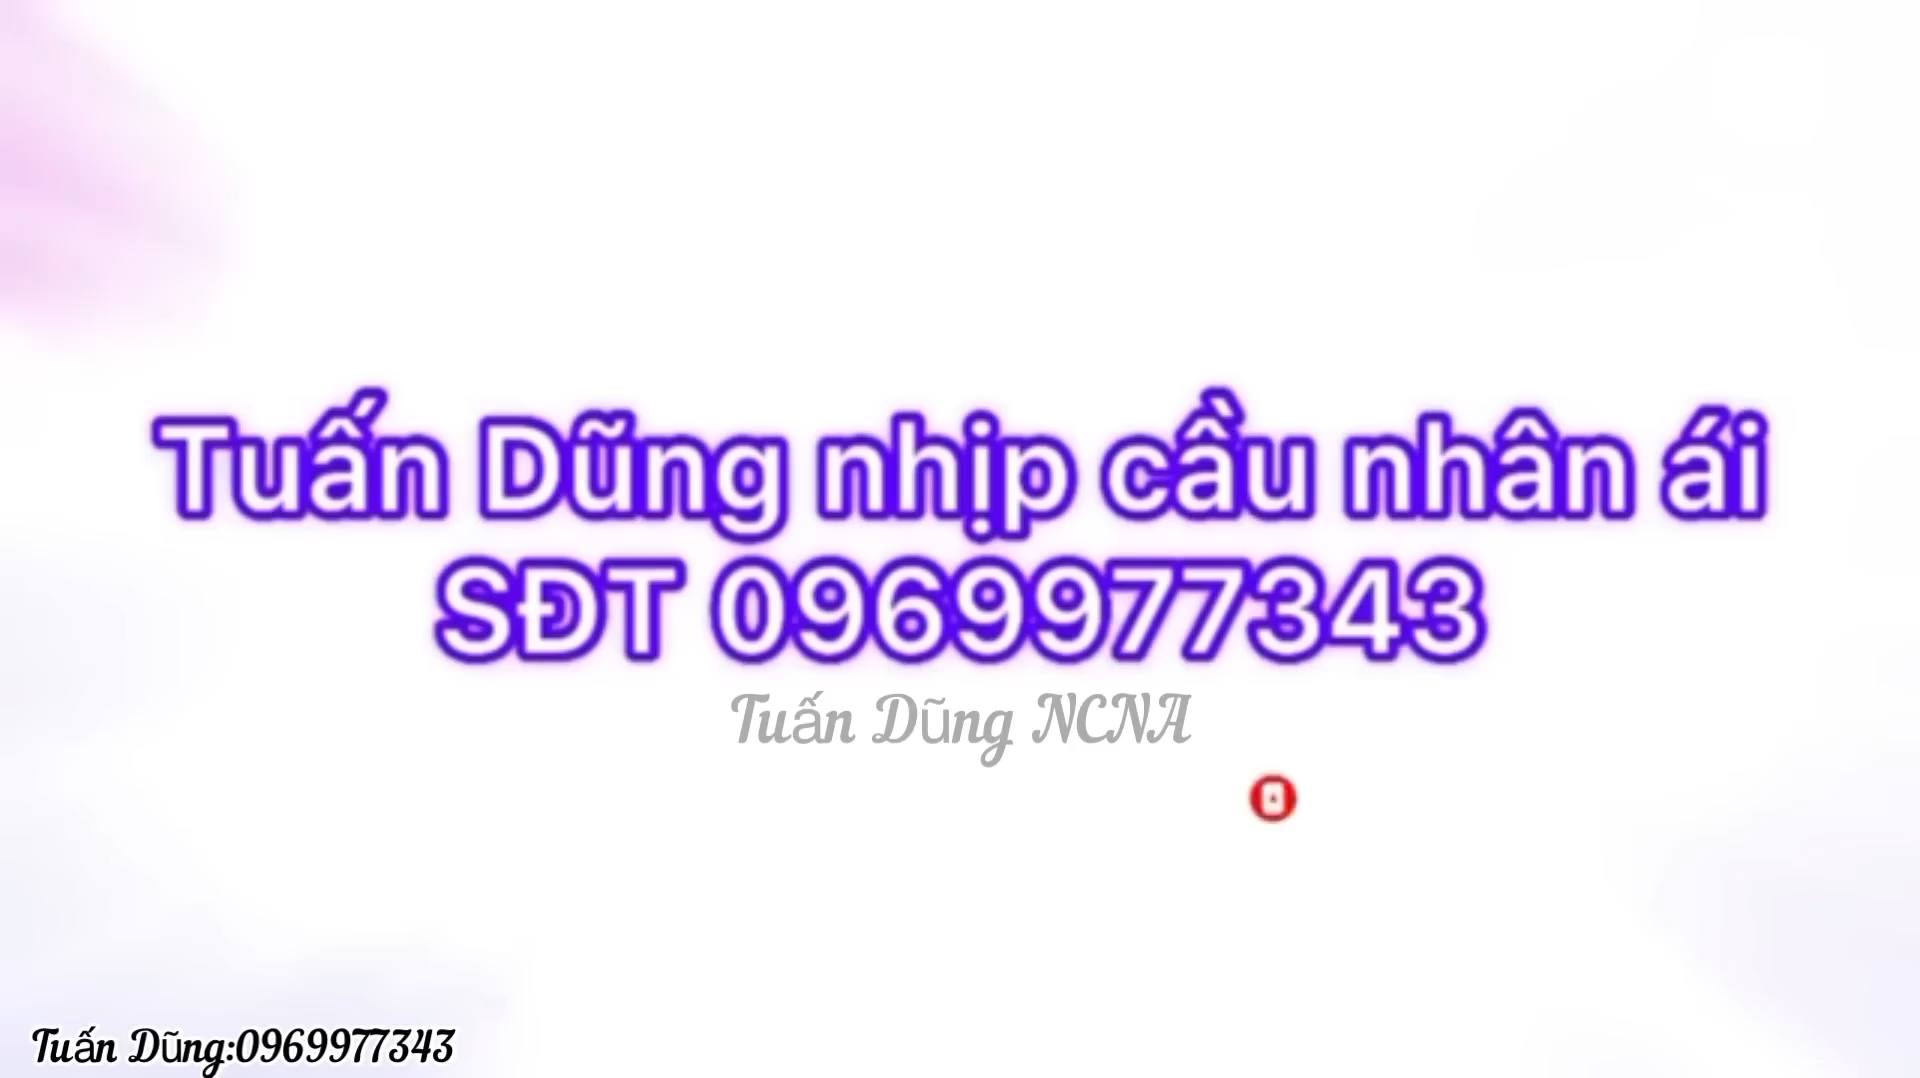 Tuấn Dũng nhịp cầu nhân ái
SĐT 0969977343
Tuấn Dũng NCNA
Tuấn Dũng:0969977343